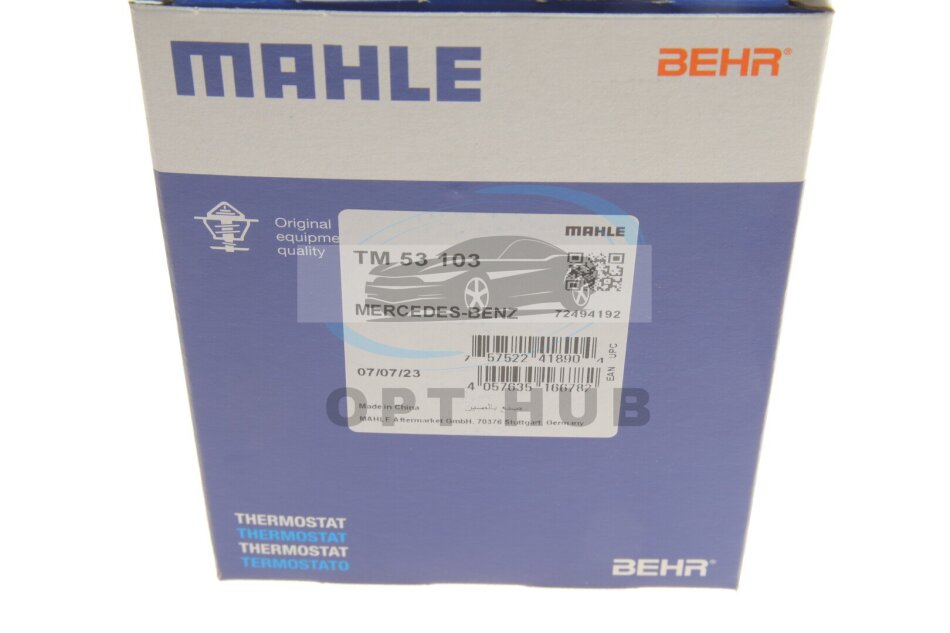 MAHLE
BEHR®
Original
equipme
quality
MAHLE
TM 53 103
MERCEDES-BENZ
72494192
7 57522 41890 4
UPC
07/07/23
4 057635 166782
EAN
OPT HUB
Made in China
صنع بالصين
MAHLE Aftermarket GmbH, 70376 Stuttgart, Germany
THERMOSTAT
THERMOSTAT
THERMOSTAT
TERMOSTATO
BEHR®